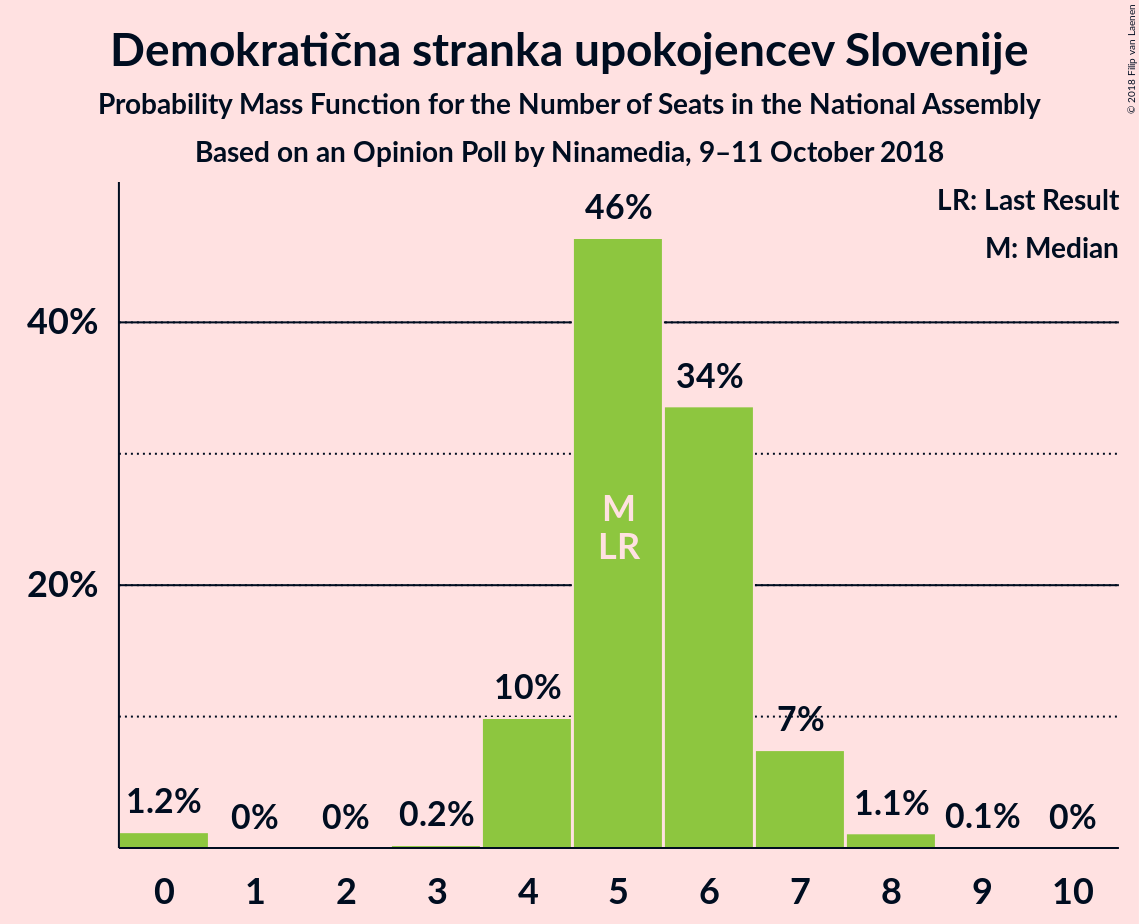 Demokratična stranka upokojencev Slovenije
Probability Mass Function for the Number of Seats in the National Assembly
Based on an Opinion Poll by Ninamedia, 9–11 October 2018
© 2018 Filip van Laenen
LR: Last Result
M: Median
40%
20%
1.2%
0%
0%
0.2%
10%
46%
34%
7%
1.1%
0.1%
0%
M
LR
0 1 2 3 4 5 6 7 8 9 10